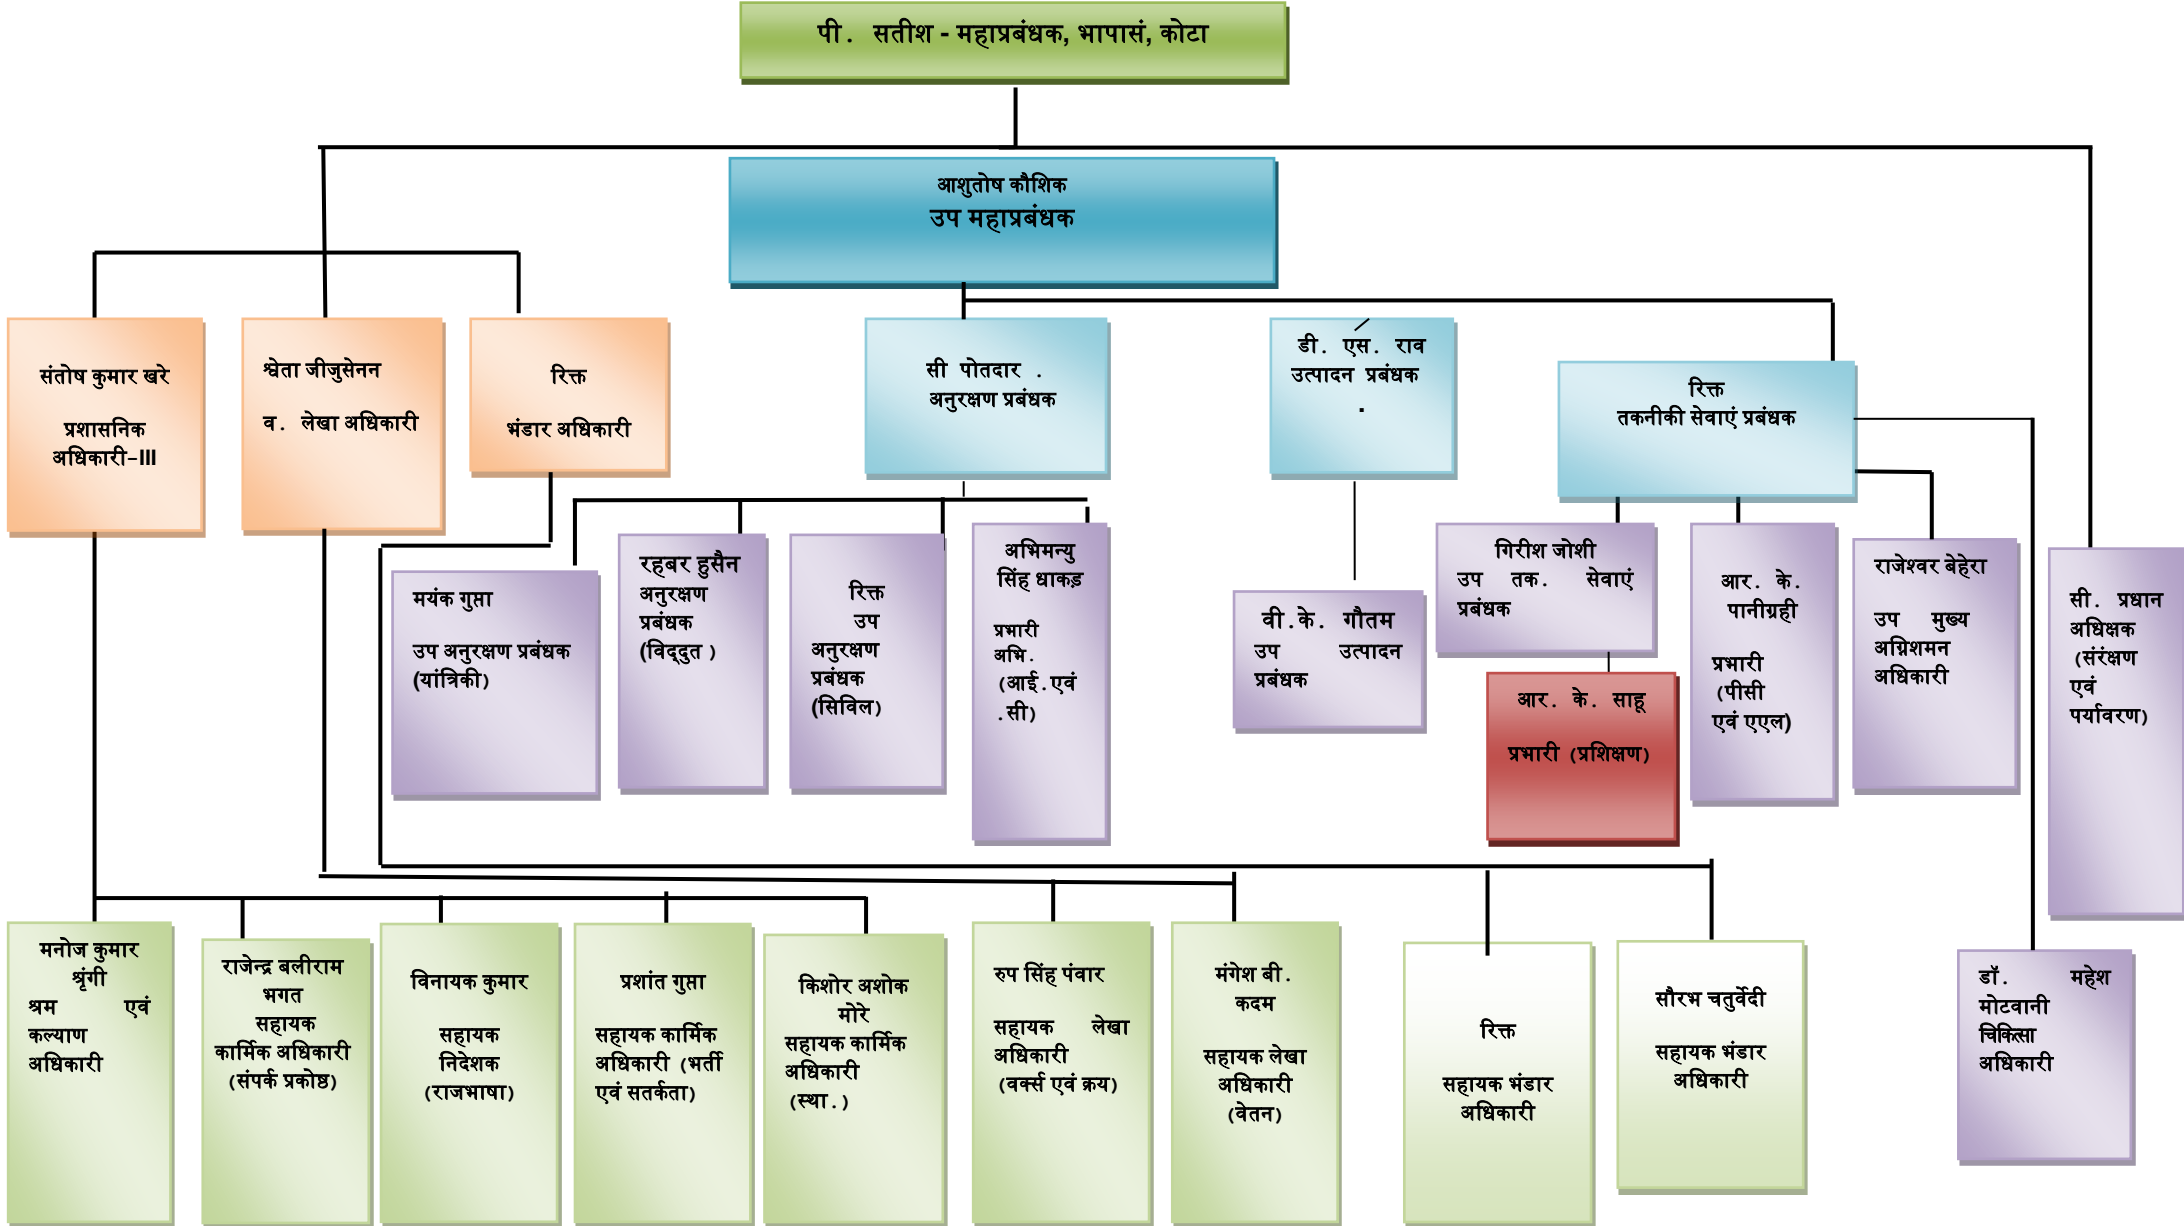 पी. सतीश - महाप्रबंधक, भापासं, कोटा
आशुतोष कौशिक
उप महाप्रबंधक
संतोष कुमार खरे
प्रशासनिक
अधिकारी–III
श्वेता जीजुसेनन
व. लेखा अधिकारी
रिक्त
भंडार अधिकारी
सी पोतदार .
अनुरक्षण प्रबंधक
डी. एस. राव
उत्पादन प्रबंधक
.
रिक्त
तकनीकी सेवाएं प्रबंधक
मयंक गुप्ता
उप अनुरक्षण प्रबंधक
(यांत्रिकी)
रहबर हुसैन
अनुरक्षण
प्रबंधक
(विद्दुत )
रिक्त
उप
अनुरक्षण
प्रबंधक
(सिविल)
अभिमन्यु
सिंह धाकड़
प्रभारी
अभि.
(आई.एवं
.सी)
वी.के. गौतम
उप उत्पादन
प्रबंधक
गिरीश जोशी
उप तक. सेवाएं
प्रबंधक
आर. के. साहू
प्रभारी (प्रशिक्षण)
आर. के.
पानीग्रही
प्रभारी
(पीसी
एवं एएल)
राजेश्वर बेहेरा
उप मुख्य
अग्निशमन
अधिकारी
सी. प्रधान
अधिक्षक
(संरंक्षण
एवं
पर्यावरण)
मनोज कुमार
श्रृंगी
श्रम एवं
कल्याण
अधिकारी
राजेन्द्र बलीराम
भगत
सहायक
कार्मिक अधिकारी
(संपर्क प्रकोष्ठ)
विनायक कुमार
सहायक
निदेशक
(राजभाषा)
प्रशांत गुप्ता
सहायक कार्मिक
अधिकारी (भर्ती
एवं सतर्कता)
किशोर अशोक
मोरे
सहायक कार्मिक
अधिकारी
(स्था.)
रुप सिंह पंवार
सहायक लेखा
अधिकारी
(वर्क्स एवं क्रय)
मंगेश बी.
कदम
सहायक लेखा
अधिकारी
(वेतन)
रिक्त
सहायक भंडार
अधिकारी
सौरभ चतुर्वेदी
सहायक भंडार
अधिकारी
डॉ. महेश
मोटवानी
चिकित्सा
अधिकारी